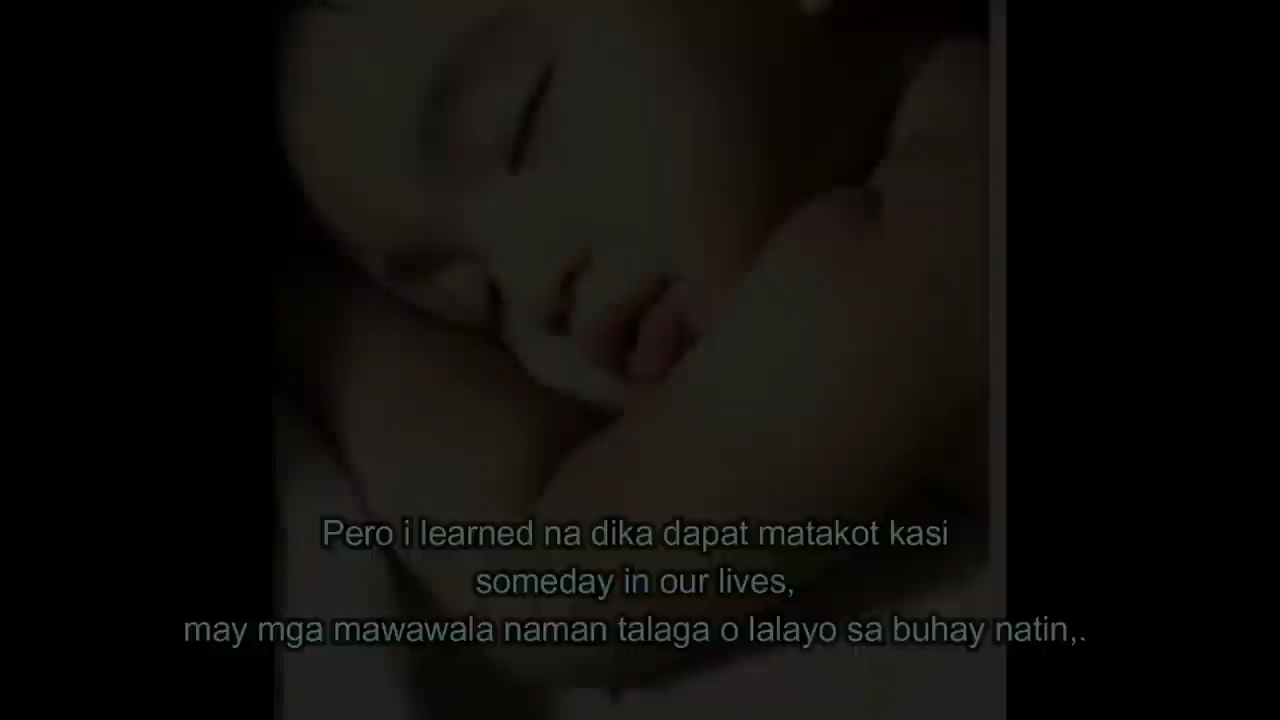 Pero i learned na dika dapat matakot kasi
someday in our lives,
may mga mawawala naman talaga o lalayo sa buhay natin,.